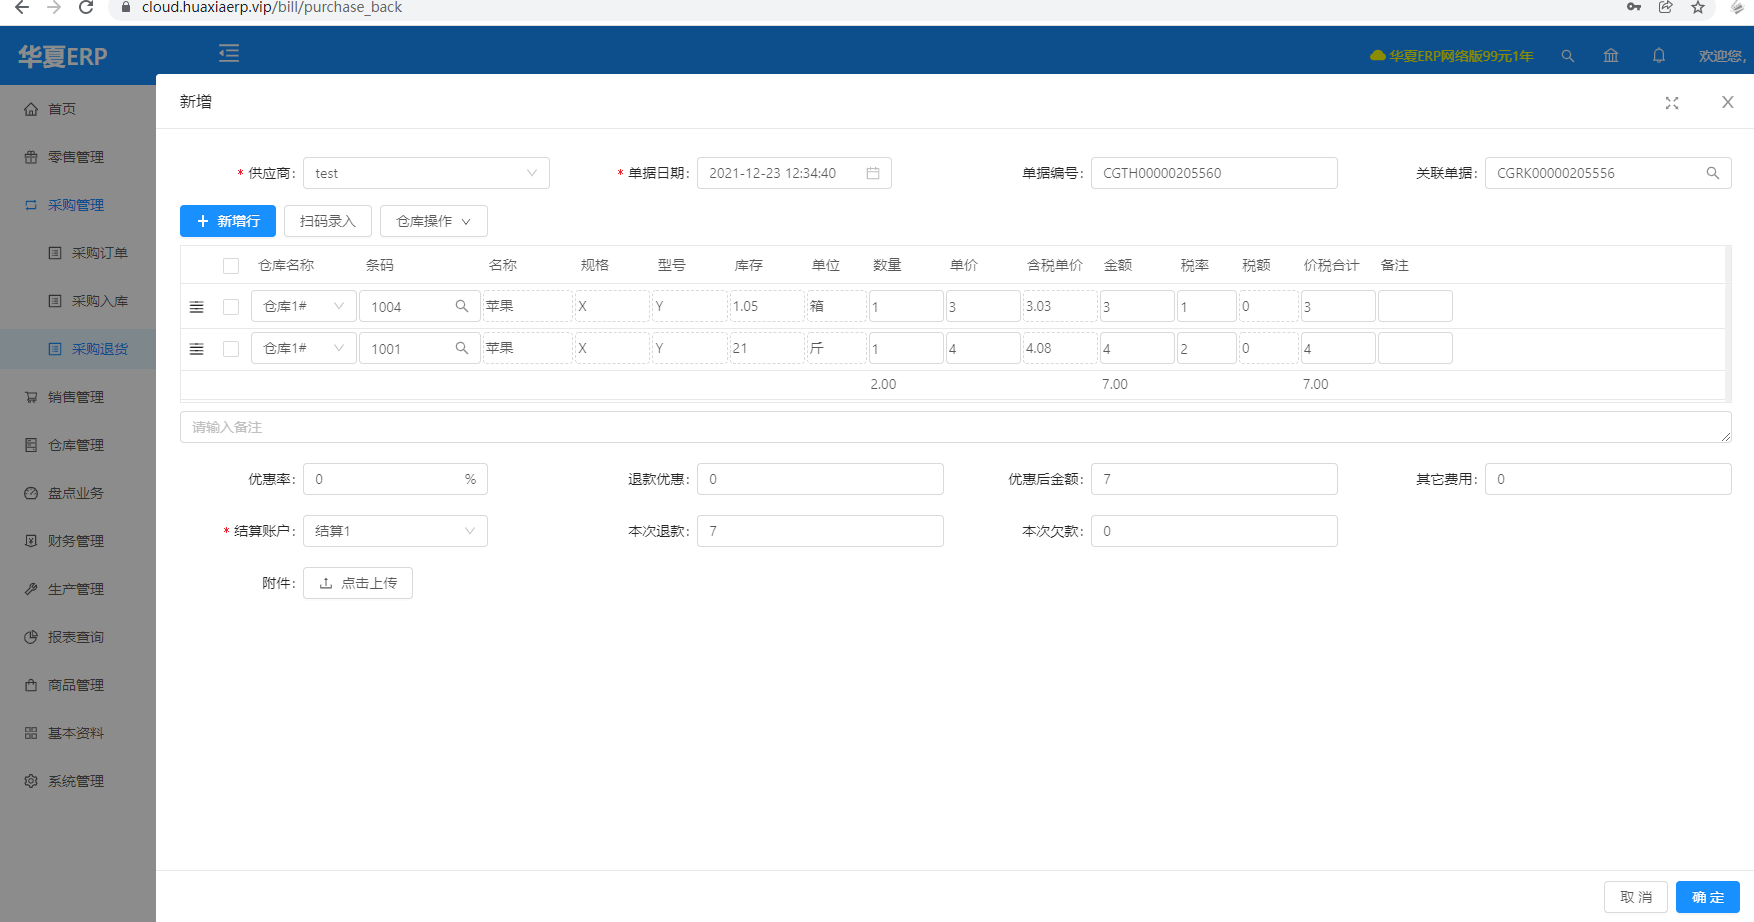 cloud.huaxiaerp.vip/bill/purchase_back
华夏ERP
华夏ERP网络版99元1年
欢迎您,
首页
零售管理
采购管理
采购订单
采购入库
采购退货
销售管理
仓库管理
盘点业务
财务管理
生产管理
报表查询
商品管理
基本资料
系统管理
新增
* 供应商: test
* 单据日期: 2021-12-23 12:34:40
单据编号: CGTH00000205560
关联单据: CGRK00000205556
新增行 扫码录入 仓库操作
仓库名称 条码 名称 规格 型号 库存 单位 数量 单价 含税单价 金额 税率 税额 价税合计 备注
仓库1# 1004 苹果 X Y 1.05 箱 1 3 3.03 3 1 0 3
仓库1# 1001 苹果 X Y 21 斤 1 4 4.08 4 2 0 4
2.00 7.00 7.00
请输入备注
优惠率: 0 % 退款优惠: 0 优惠后金额: 7 其它费用: 0
* 结算账户: 结算1 本次退款: 7 本次欠款: 0
附件: 点击上传
取 消 确 定